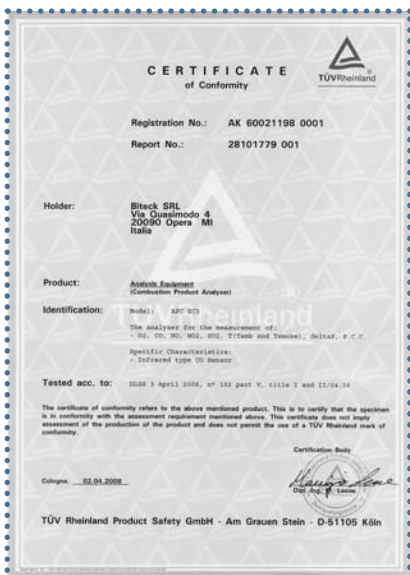 CERTIFICATE
of Conformity
TÜVRheinland
Registration No.: AK 60021198 0001
Report No.: 28101779 001
Holder: Biteck SRL
Via Quasimodo 4
20090 Opera MI
Italia
Product: Analysis Equipment
(Combustion Product Analyser)
Identification: Model:
The analyser for the measurement of:
- O2, CO, NO, NO2, SO2, T(Tamb and Tsmoke), DeltaP, P.C.C.
Specific Characteristics:
- Infrared type CO Sensor
TÜVRheinland
Tested acc. to: DLGS 3 April 2006, n° 152 part V, title I and II/04.06
The certificate of conformity refers to the above mentioned product. This is to certify that the specimen
is in conformity with the assessment requirement mentioned above. This certificate does not imply
assessment of the production of the product and does not permit the use of a TÜV Rheinland mark of
conformity.
Certification Body
Cologne, 02.04.2008
Dipl.-Ing.
TÜV Rheinland Product Safety GmbH - Am Grauen Stein - D-51105 Köln